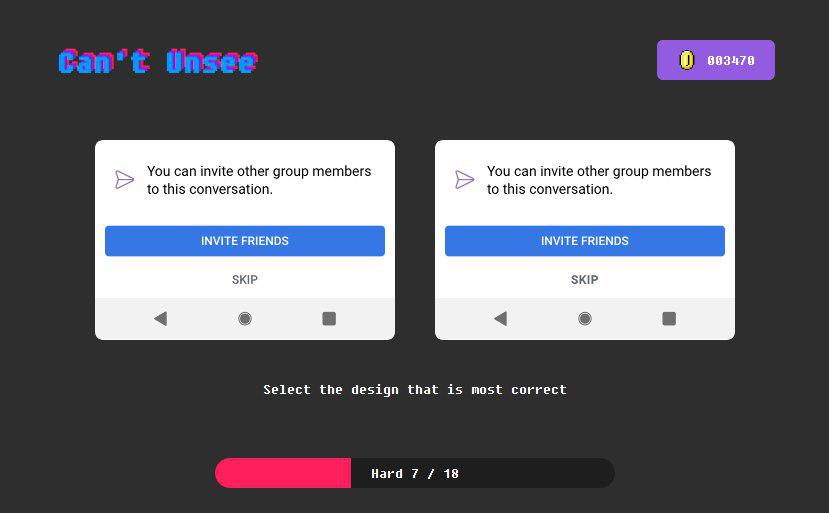 Can't Unsee
003470
You can invite other group members
to this conversation.
INVITE FRIENDS
SKIP
You can invite other group members
to this conversation.
INVITE FRIENDS
SKIP
Select the design that is most correct
Hard 7 / 18